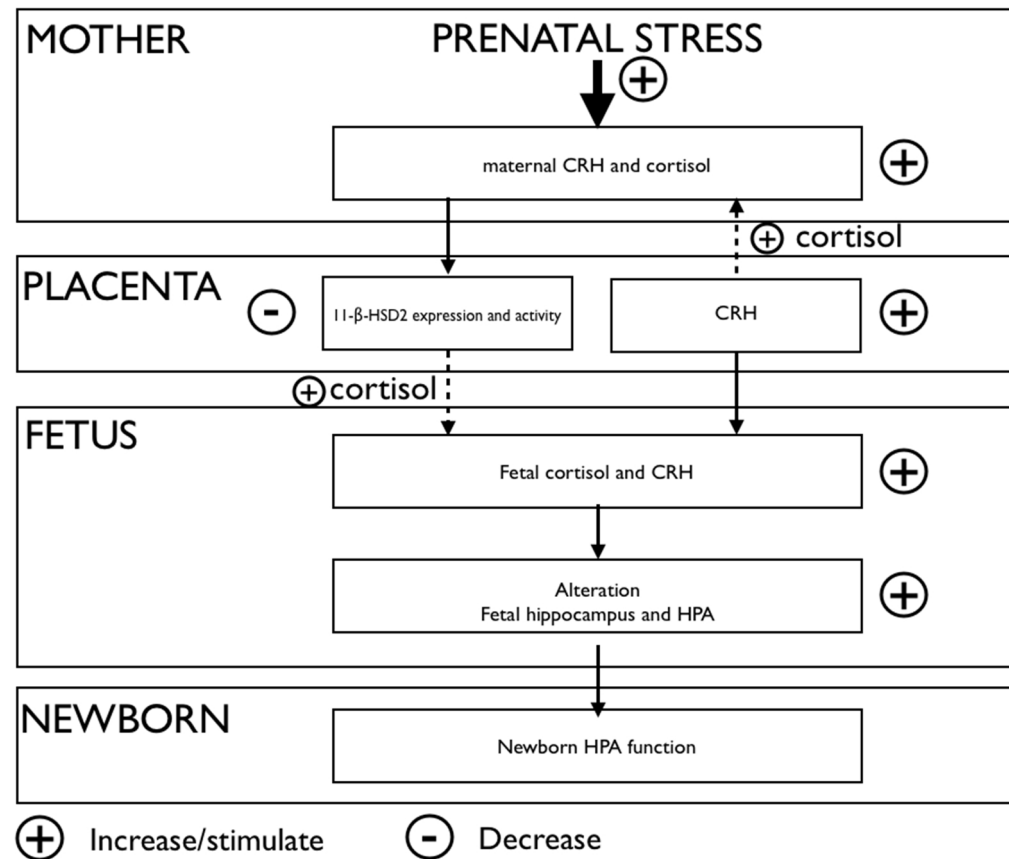 MOTHER
PRENATAL STRESS
+
maternal CRH and cortisol
+
+ cortisol
PLACENTA
-
11-β-HSD2 expression and activity
CRH
+
+ cortisol
FETUS
Fetal cortisol and CRH
+
Alteration
Fetal hippocampus and HPA
+
NEWBORN
Newborn HPA function
+ Increase/stimulate
- Decrease